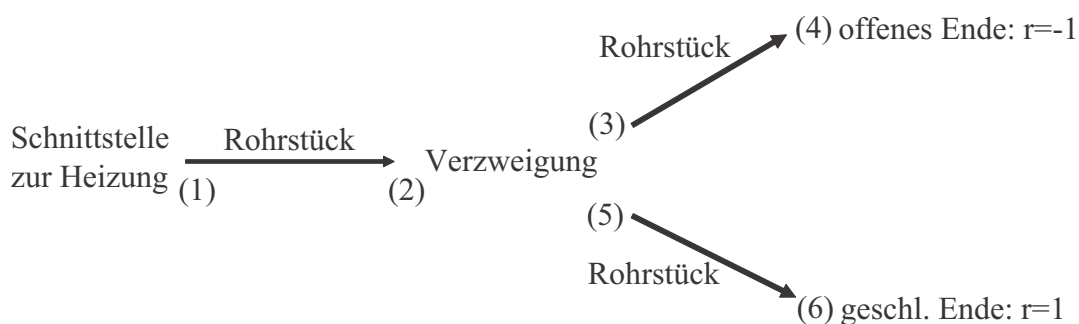 (4) offenes Ende: r=-1
Rohrstück
(3)
Schnittstelle
zur Heizung
(1)
Rohrstück
(2)
Verzweigung
(5)
Rohrstück
(6) geschl. Ende: r=1